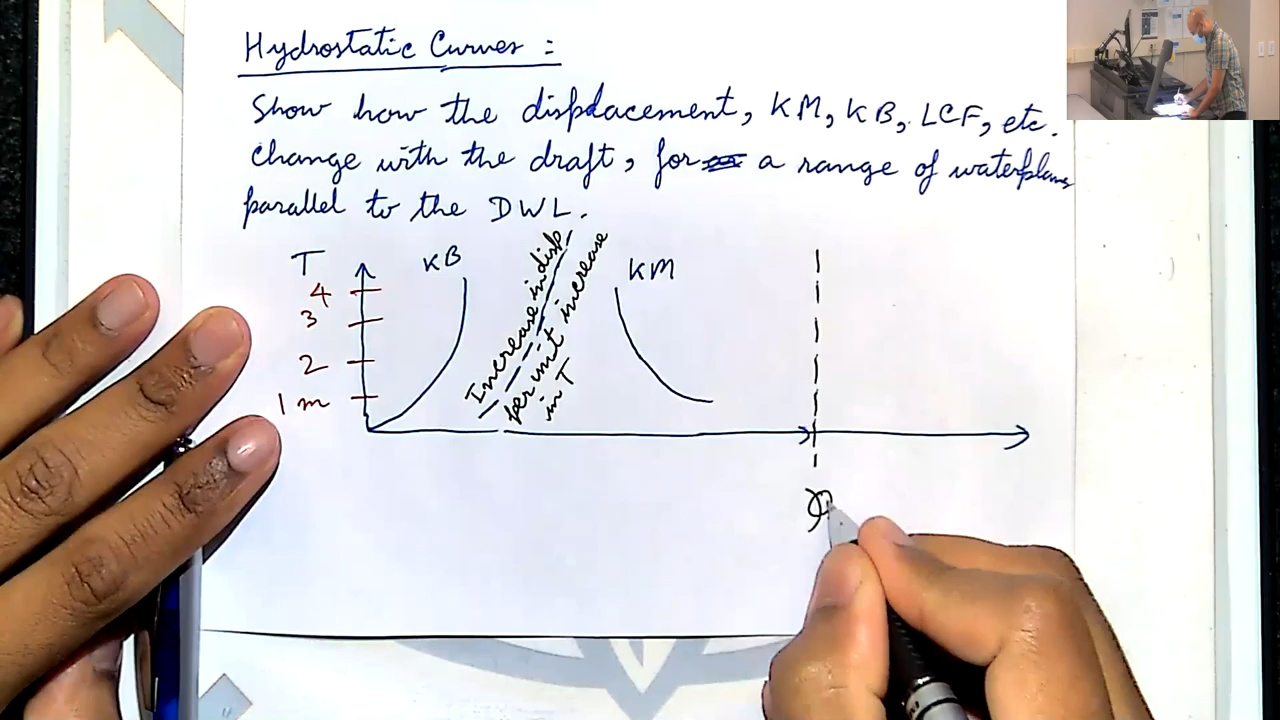 Hydrostatic Curves :
Show how the displacement, KM, KB, LCF, etc.
change with the draft, for a range of waterplanes
parallel to the DWL.
T
KB
KM
4
3
2
1 m
Increase in disp
per unit increase
in T